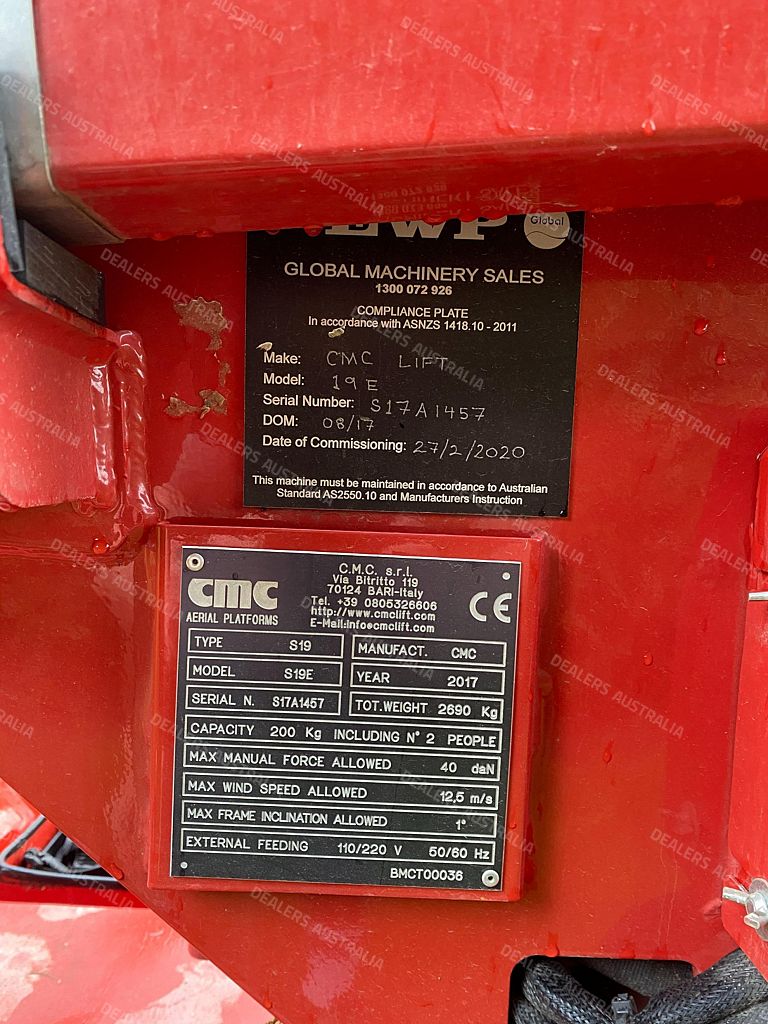 EWP Global
GLOBAL MACHINERY SALES
1300 072 926
COMPLIANCE PLATE
In accordance with ASNZS 1418.10 - 2011
Make: CMC LIFT
Model: 19E
Serial Number: S17A1457
DOM: 08/17
Date of Commissioning: 27/2/2020
This machine must be maintained in accordance to Australian
Standard AS2550.10 and Manufacturers Instruction
cmc
AERIAL PLATFORMS
C.M.C. s.r.l.
Via Bitritto 119
70124 BARI-Italy
Tel. +39 0805326606
http://www.cmclift.com
E-Mail:info@cmclift.com
CE
TYPE S19
MANUFACT. CMC
MODEL S19E
YEAR 2017
SERIAL N. S17A1457
TOT.WEIGHT 2690 Kg
CAPACITY 200 Kg INCLUDING N° 2 PEOPLE
MAX MANUAL FORCE ALLOWED 40 daN
MAX WIND SPEED ALLOWED 12,5 m/s
MAX FRAME INCLINATION ALLOWED 1°
EXTERNAL FEEDING 110/220 V 50/60 Hz
BMCT00036
DEALERS AUSTRALIA